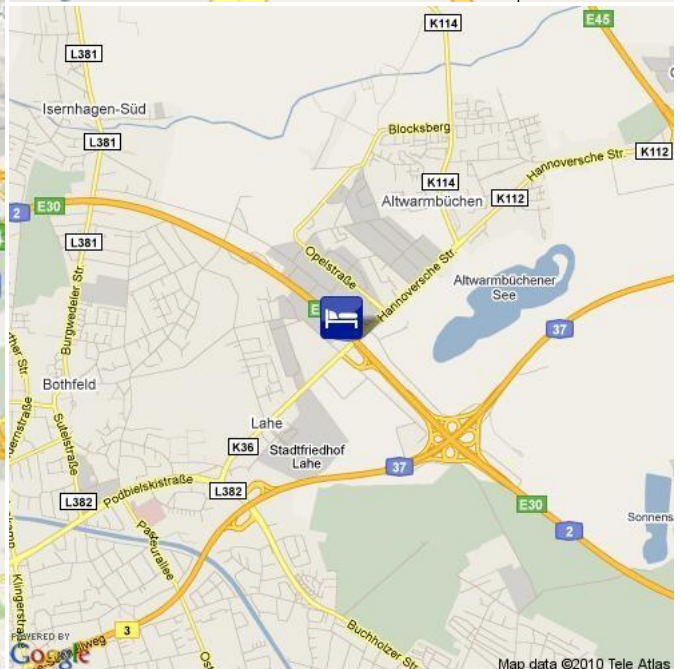 K114
E45
L381
Isernhagen-Süd
Blocksberg
L381
Hannoversche Str.
K112
K114
K112
Altwarmbüchen
2
E30
L381
Opelstraße
Hannoversche Str.
Altwarmbüchener
See
Burgwedeler Str.
37
Bothfeld
Sutelstraße
Lahe
K36
Stadtfriedhof
Lahe
37
L382
Podbielskistraße
L382
E30
2
Pasteurallee
Klingerstraße
3
Buchholzer Str.
POWERED BY
Google
Map data ©2010 Tele Atlas